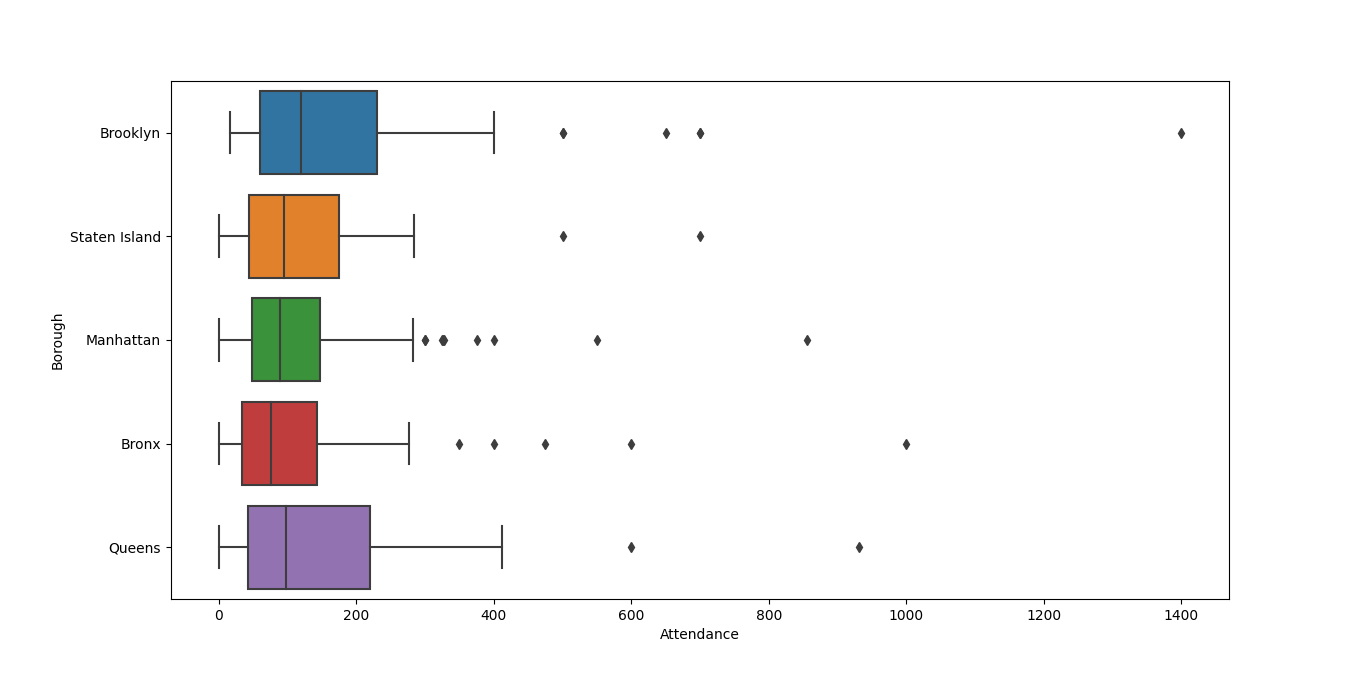 Brooklyn
Staten Island
Manhattan
Bronx
Queens
Borough
0 200 400 600 800 1000 1200 1400
Attendance